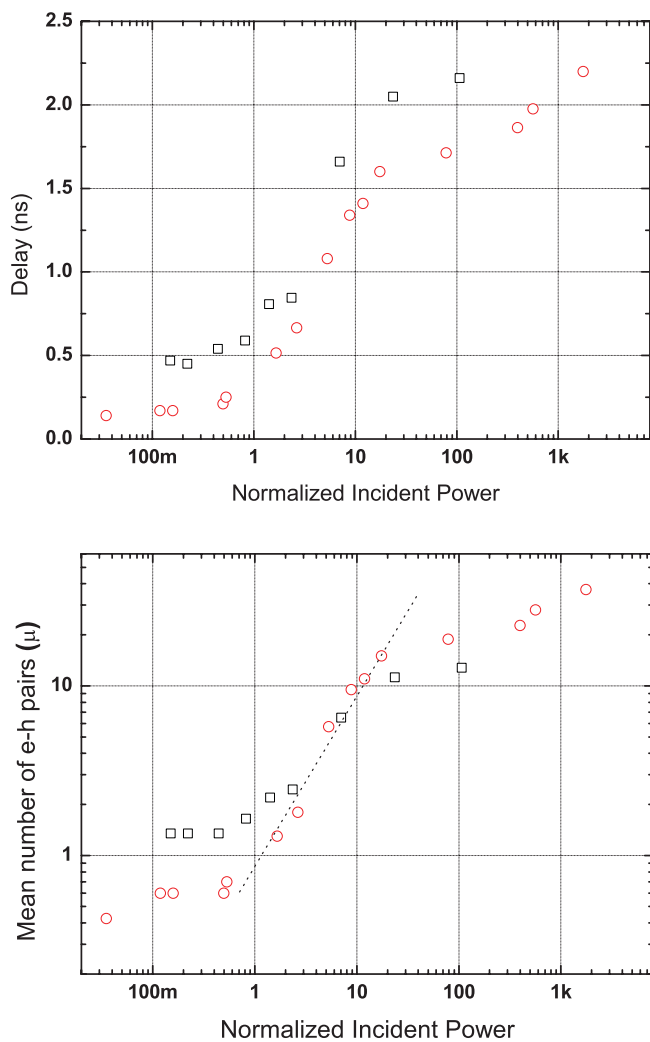 2.5
2.0
1.5
1.0
0.5
0.0
Delay (ns)
100m 1 10 100 1k
Normalized Incident Power
10
1
Mean number of e-h pairs (μ)
100m 1 10 100 1k
Normalized Incident Power